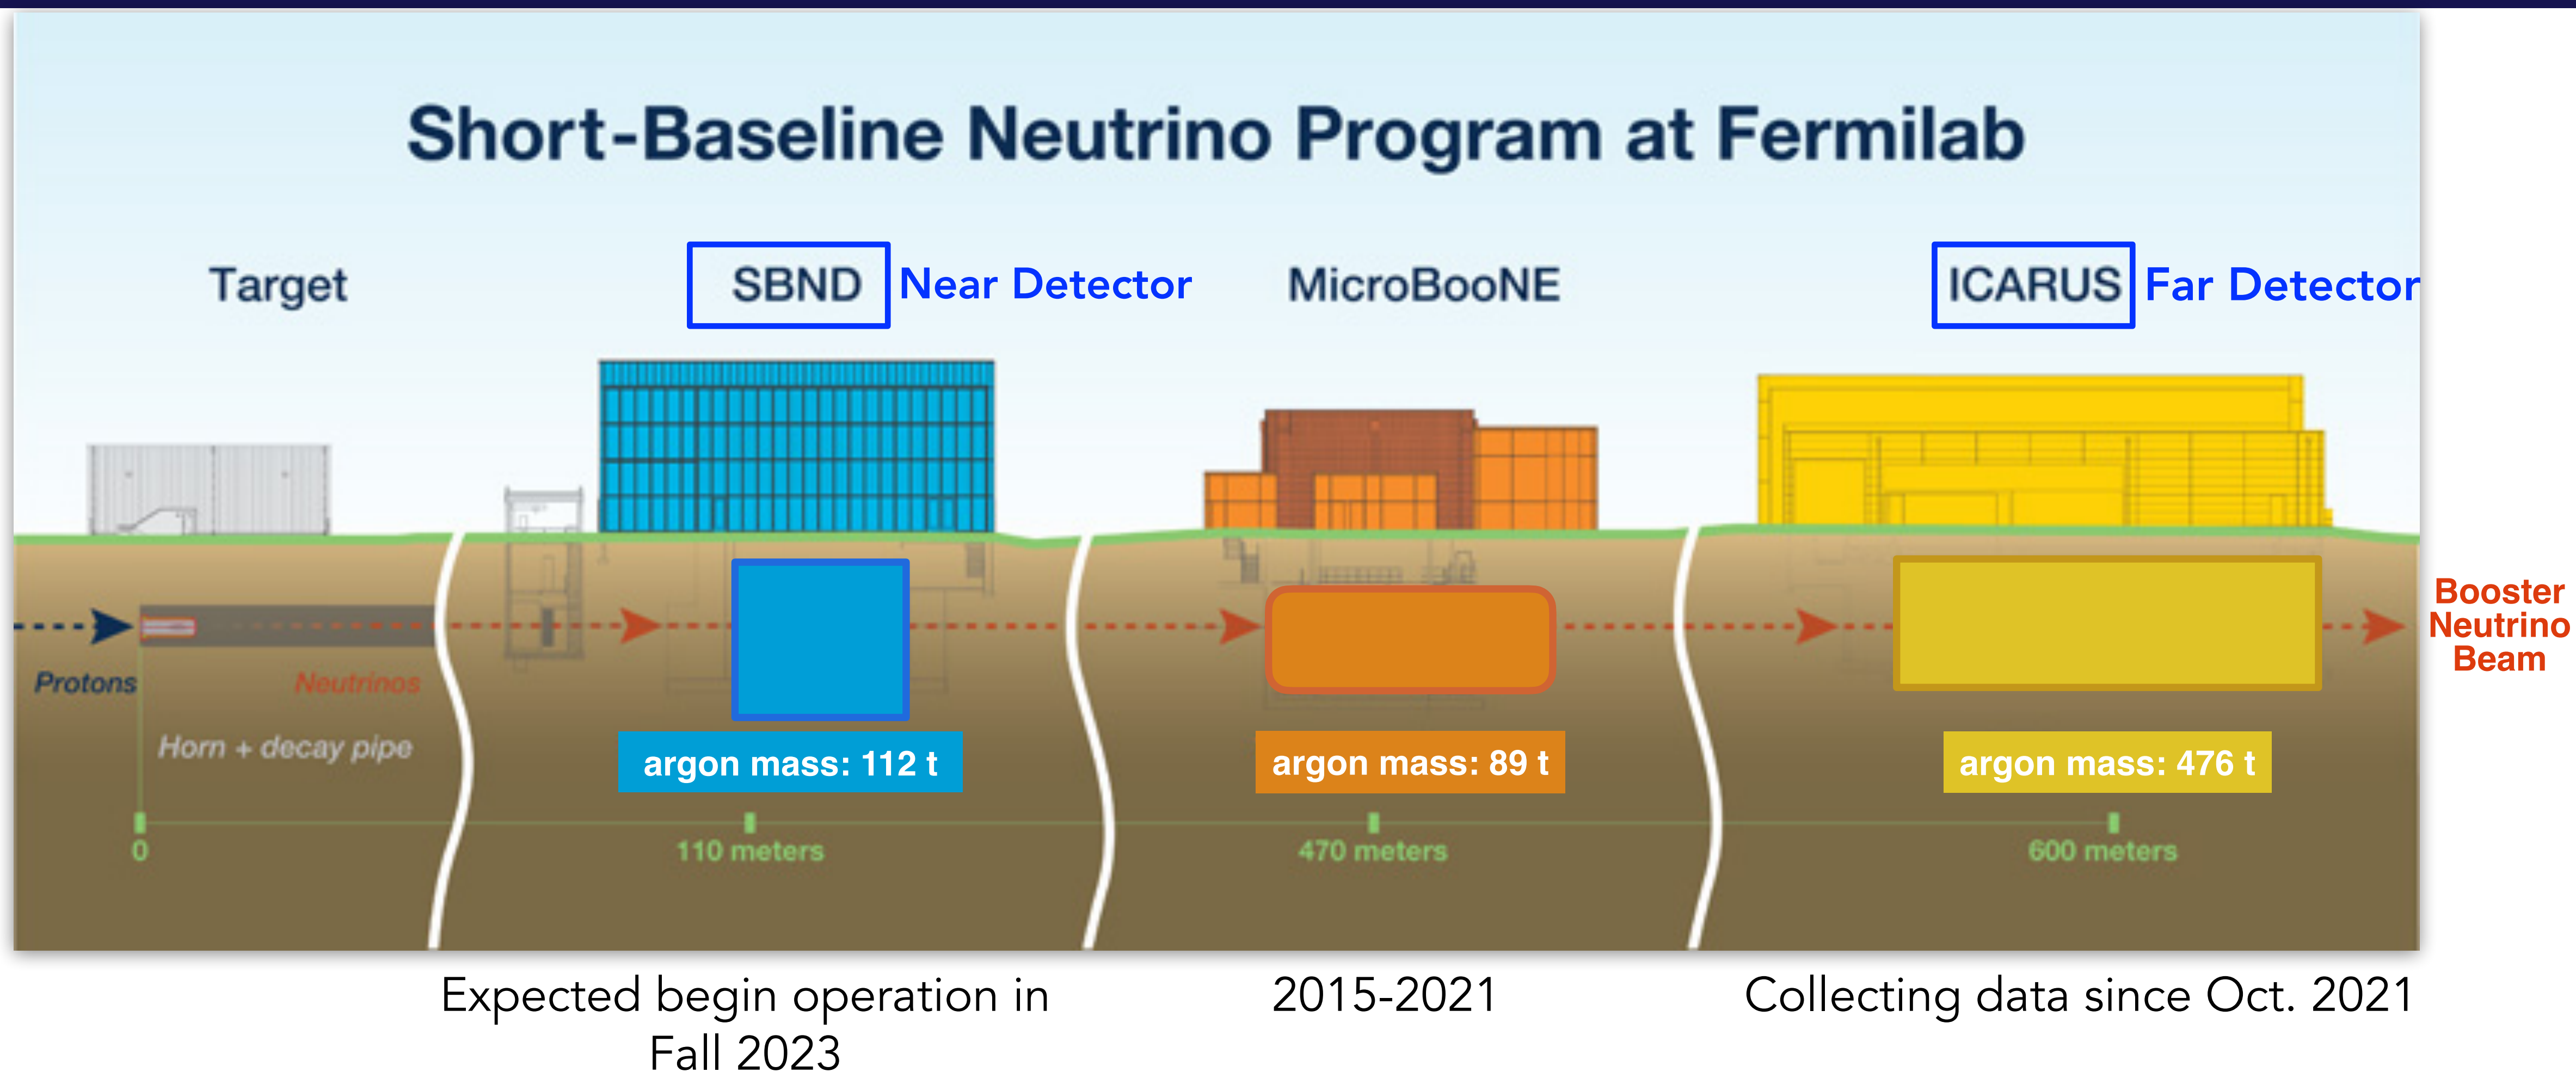 Short-Baseline Neutrino Program at Fermilab
Target
SBND
Near Detector
MicroBooNE
ICARUS
Far Detector
Protons
Neutrinos
Horn + decay pipe
Booster
Neutrino
Beam
argon mass: 112 t
argon mass: 89 t
argon mass: 476 t
0
110 meters
470 meters
600 meters
Expected begin operation in
Fall 2023
2015-2021
Collecting data since Oct. 2021